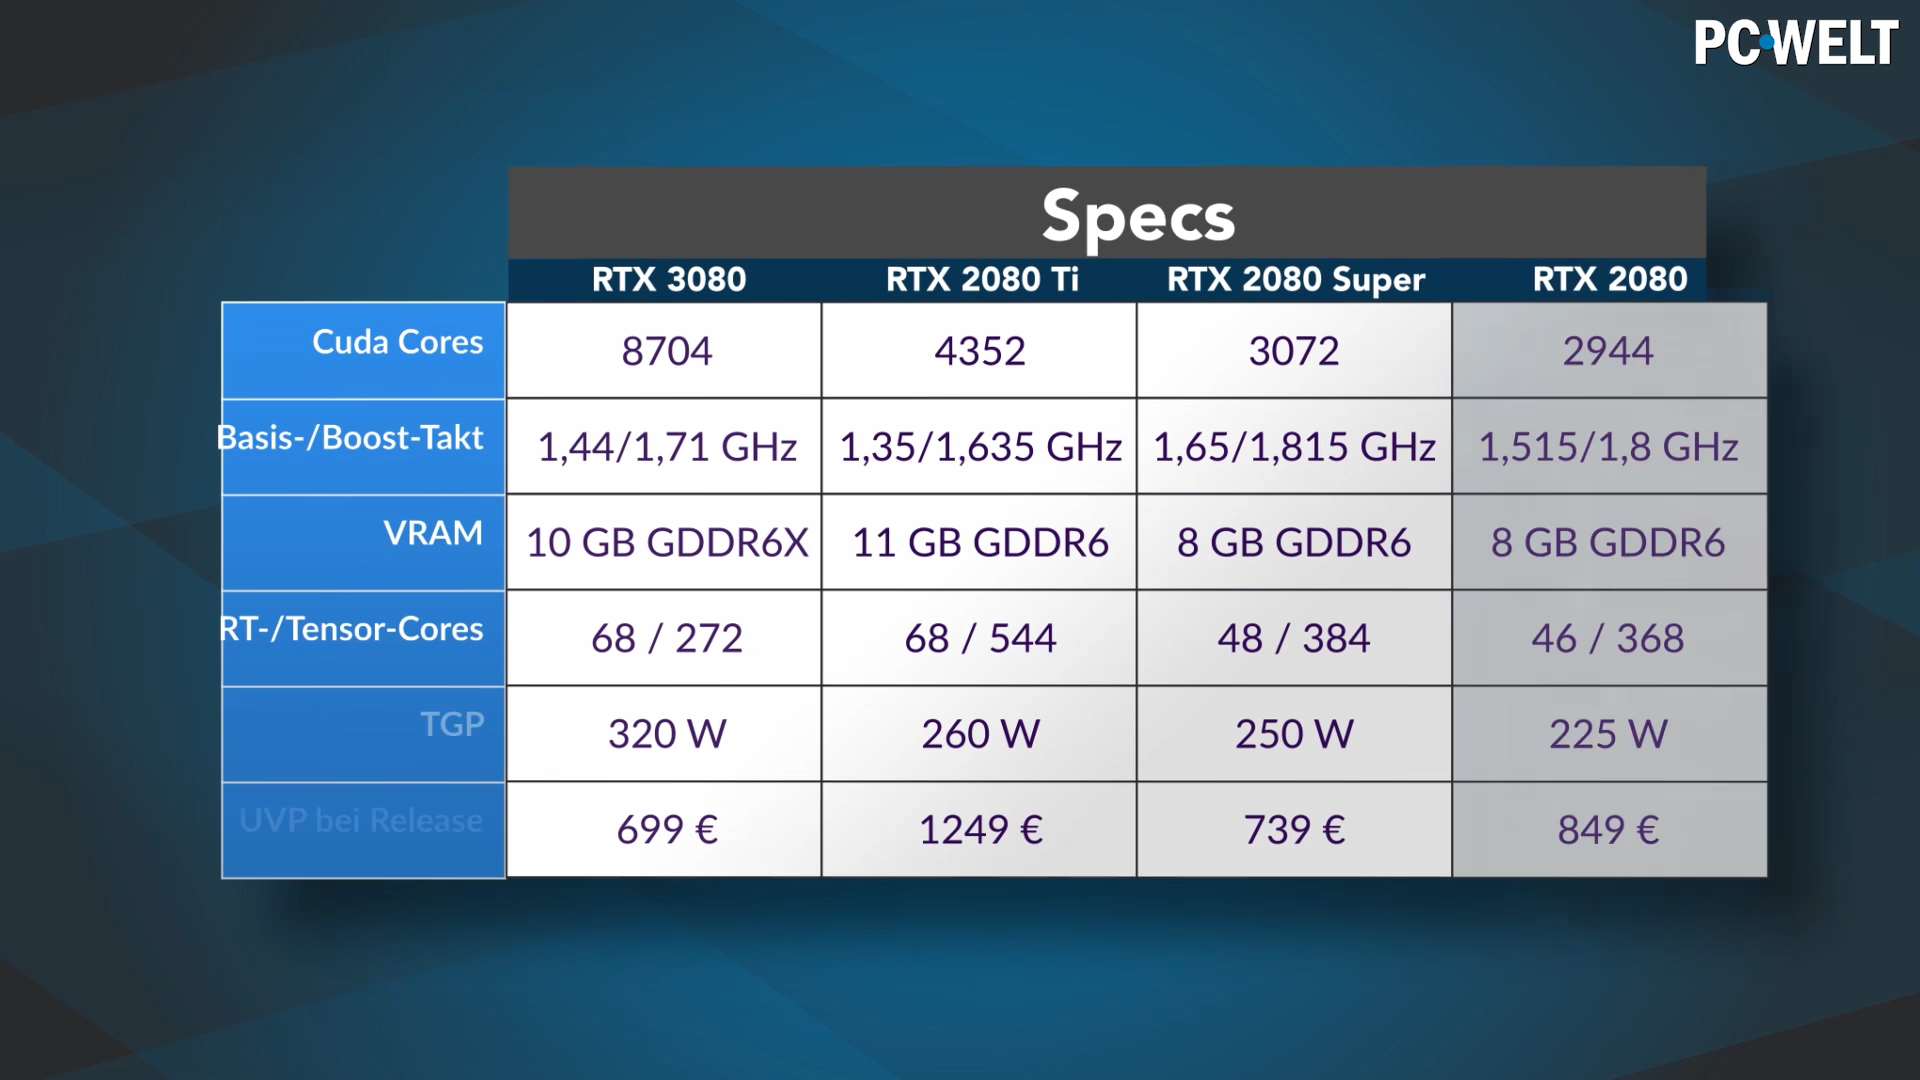 PC WELT
Specs
RTX 3080 RTX 2080 Ti RTX 2080 Super RTX 2080
Cuda Cores 8704 4352 3072 2944
Basis-/Boost-Takt 1,44/1,71 GHz 1,35/1,635 GHz 1,65/1,815 GHz 1,515/1,8 GHz
VRAM 10 GB GDDR6X 11 GB GDDR6 8 GB GDDR6 8 GB GDDR6
RT-/Tensor-Cores 68 / 272 68 / 544 48 / 384 46 / 368
TGP 320 W 260 W 250 W 225 W
UVP bei Release 699 € 1249 € 739 € 849 €